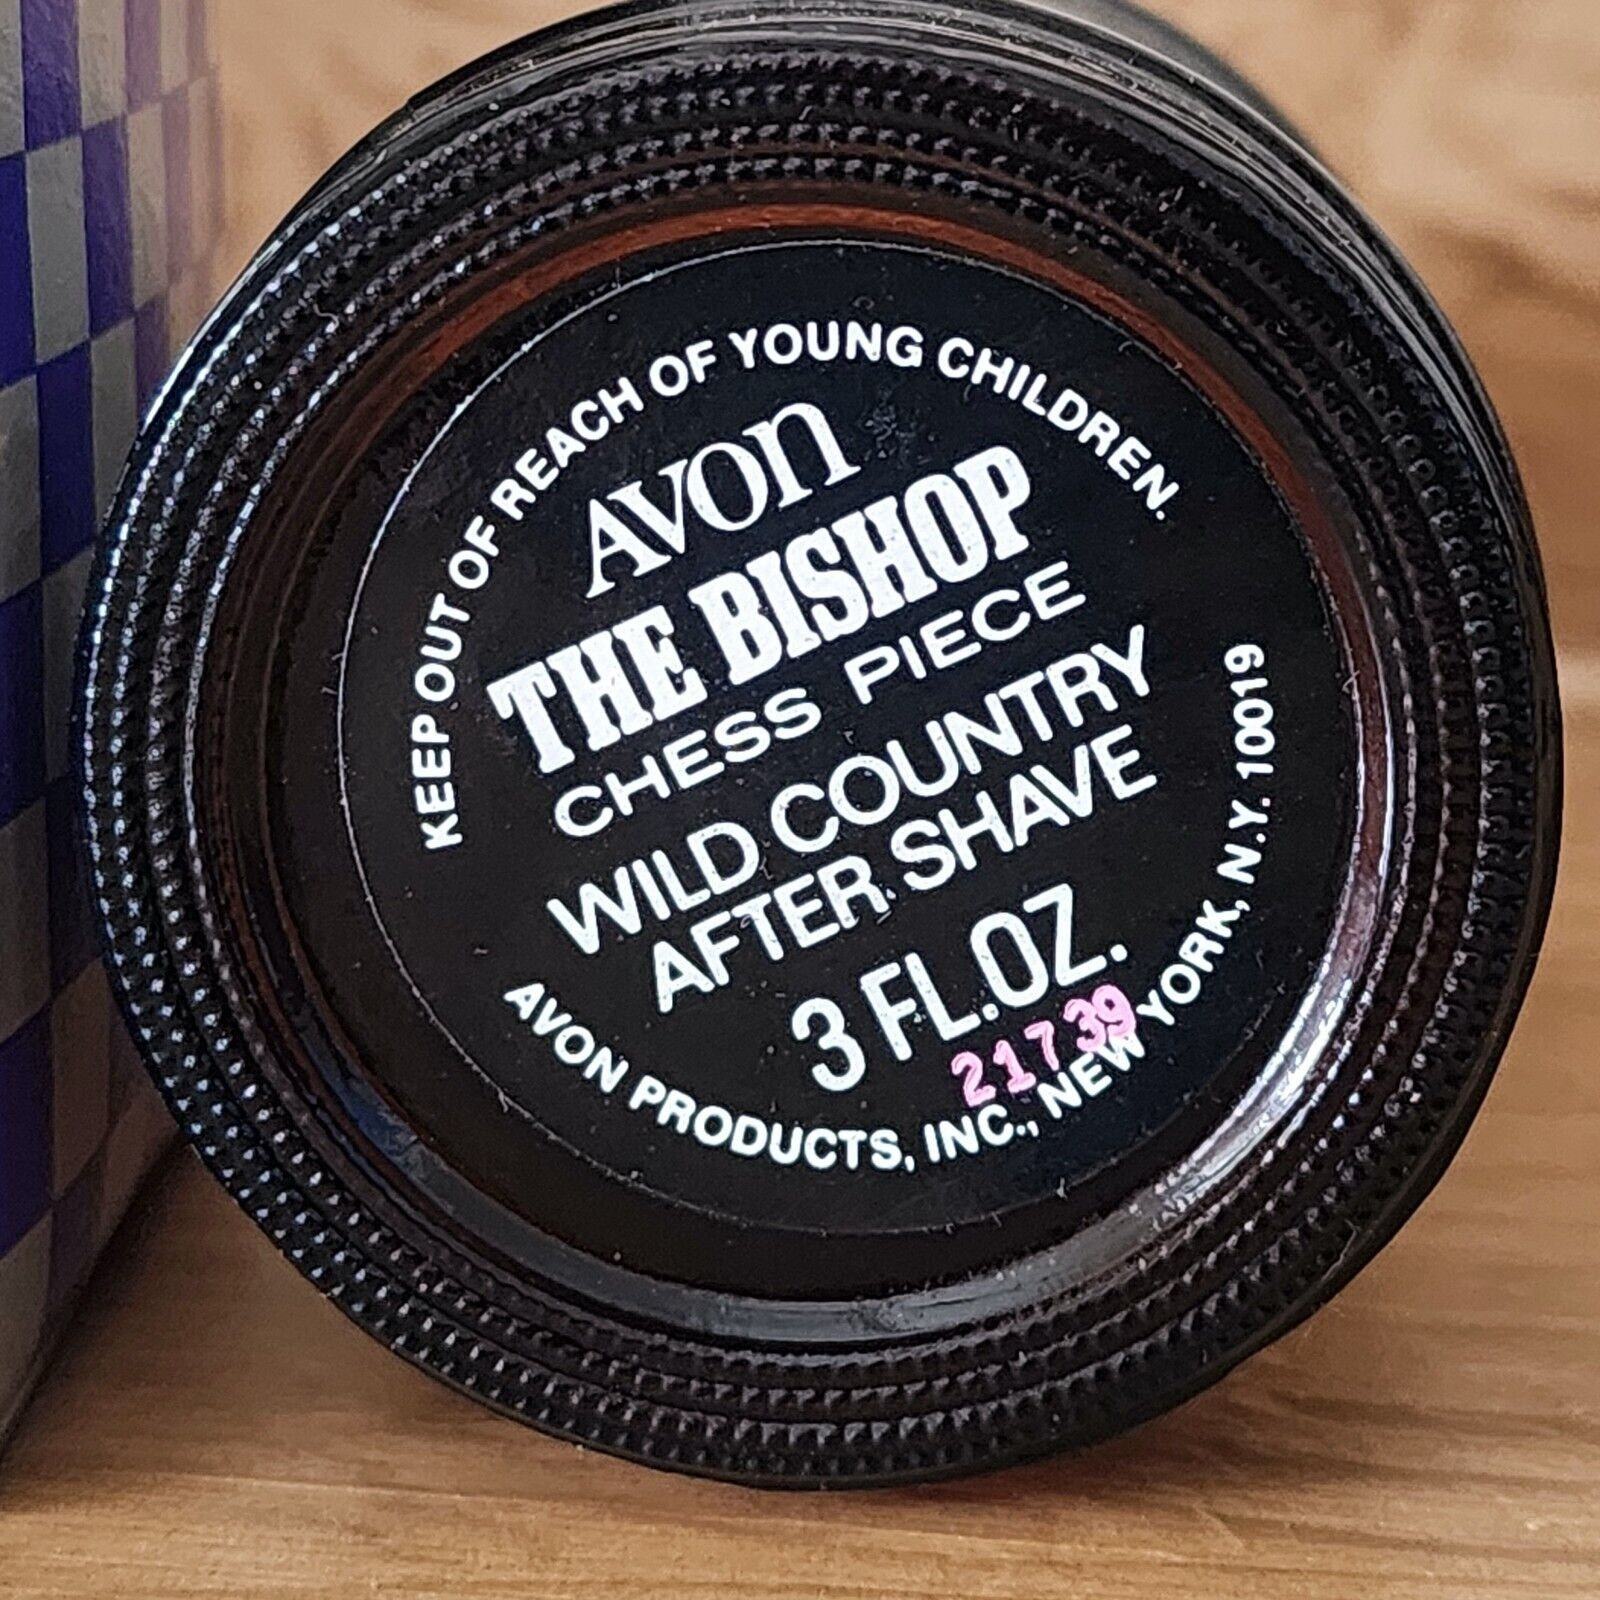 KEEP OUT OF REACH OF YOUNG CHILDREN.
AVON
THE BISHOP
CHESS PIECE
WILD COUNTRY
AFTER SHAVE
3 FL.OZ.
21739
AVON PRODUCTS, INC., NEW YORK, N.Y. 10019